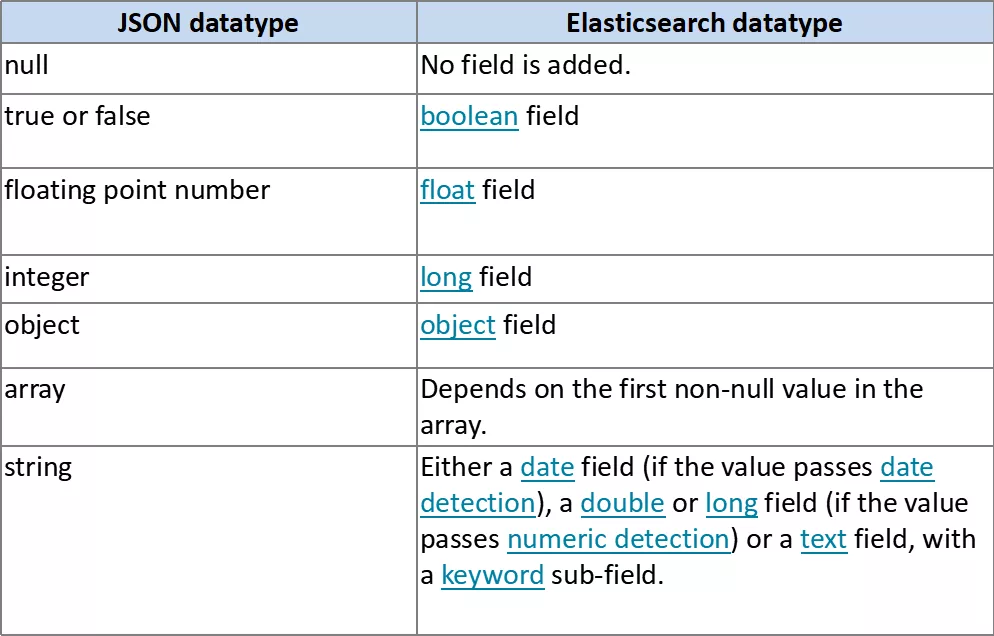 JSON datatype
Elasticsearch datatype
null
No field is added.
true or false
boolean field
floating point number
float field
integer
long field
object
object field
array
Depends on the first non-null value in the
array.
string
Either a date field (if the value passes date
detection), a double or long field (if the value
passes numeric detection) or a text field, with
a keyword sub-field.